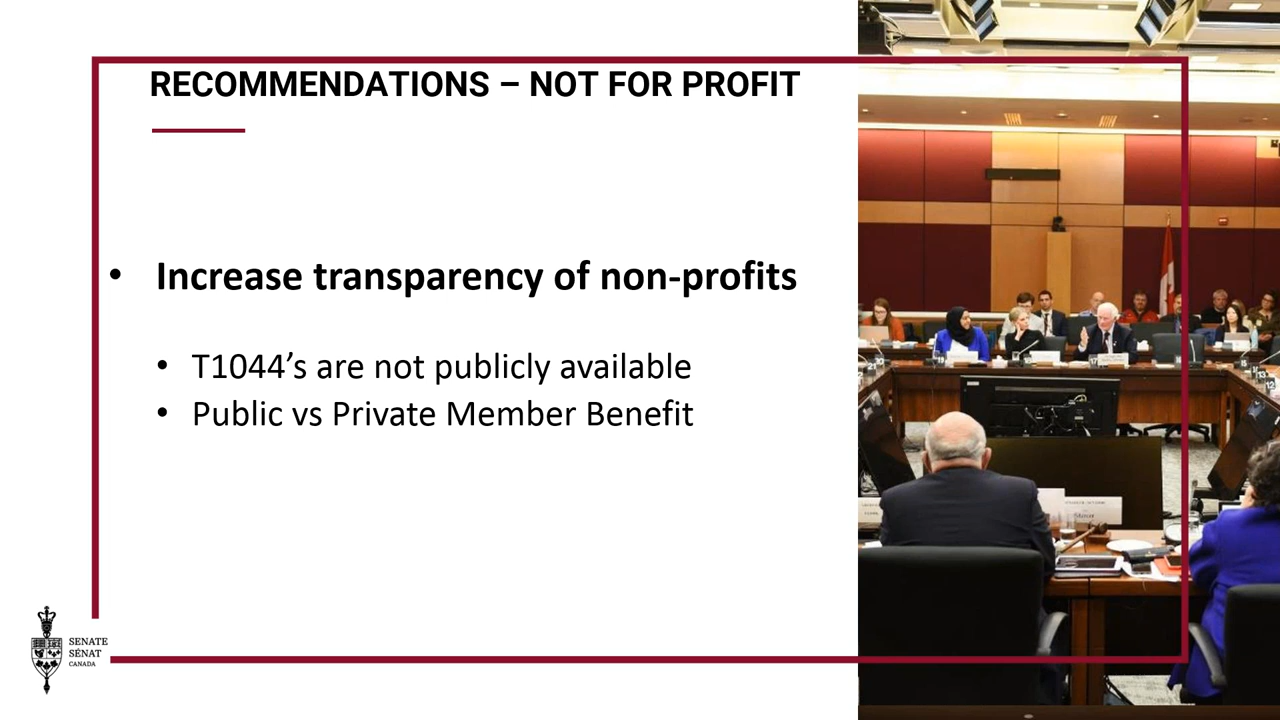 RECOMMENDATIONS – NOT FOR PROFIT
• Increase transparency of non-profits
• T1044’s are not publicly available
• Public vs Private Member Benefit
SENATE
SÉNAT
CANADA